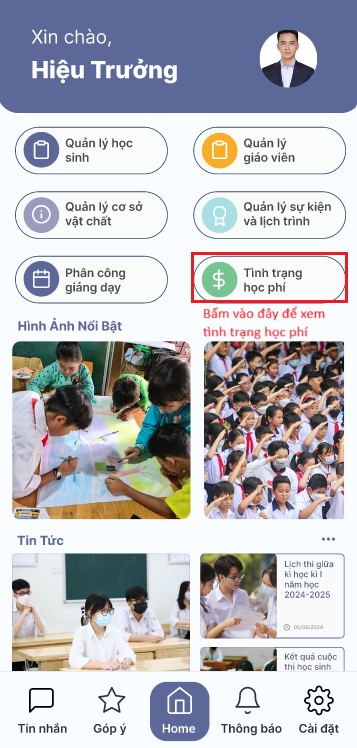 Xin chào,
Hiệu Trưởng
Quản lý học
sinh
Quản lý
giáo viên
Quản lý cơ sở
vật chất
Quản lý sự kiện
và lịch trình
Phân công
giảng dạy
Tình trạng
học phí
Bấm vào đây để xem
tình trạng học phí
Hình Ảnh Nổi Bật
Tin Tức
Lịch thi giữa
kì học kì I
năm học
2024-2025
05/08/2024
Kết quả cuộc
thi học sinh
Tin nhắn
Góp ý
Home
Thông báo
Cài đặt